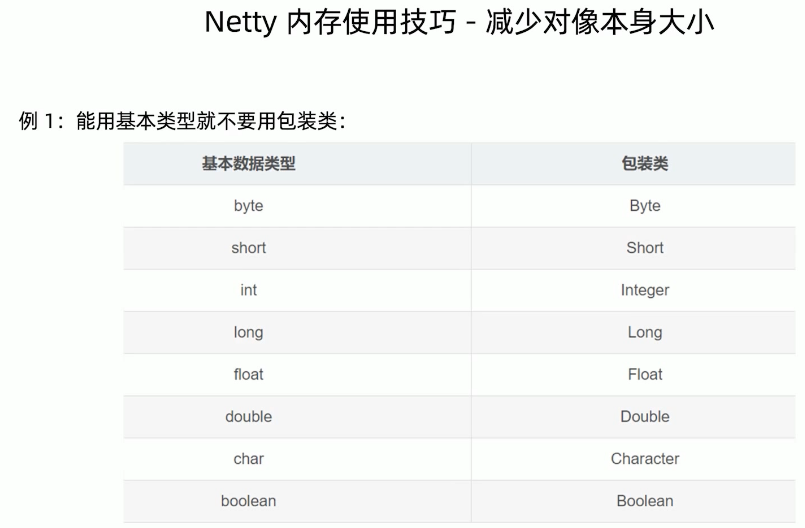 Netty 内存使用技巧 - 减少对像本身大小
例 1：能用基本类型就不要用包装类：
基本数据类型 包装类
byte Byte
short Short
int Integer
long Long
float Float
double Double
char Character
boolean Boolean